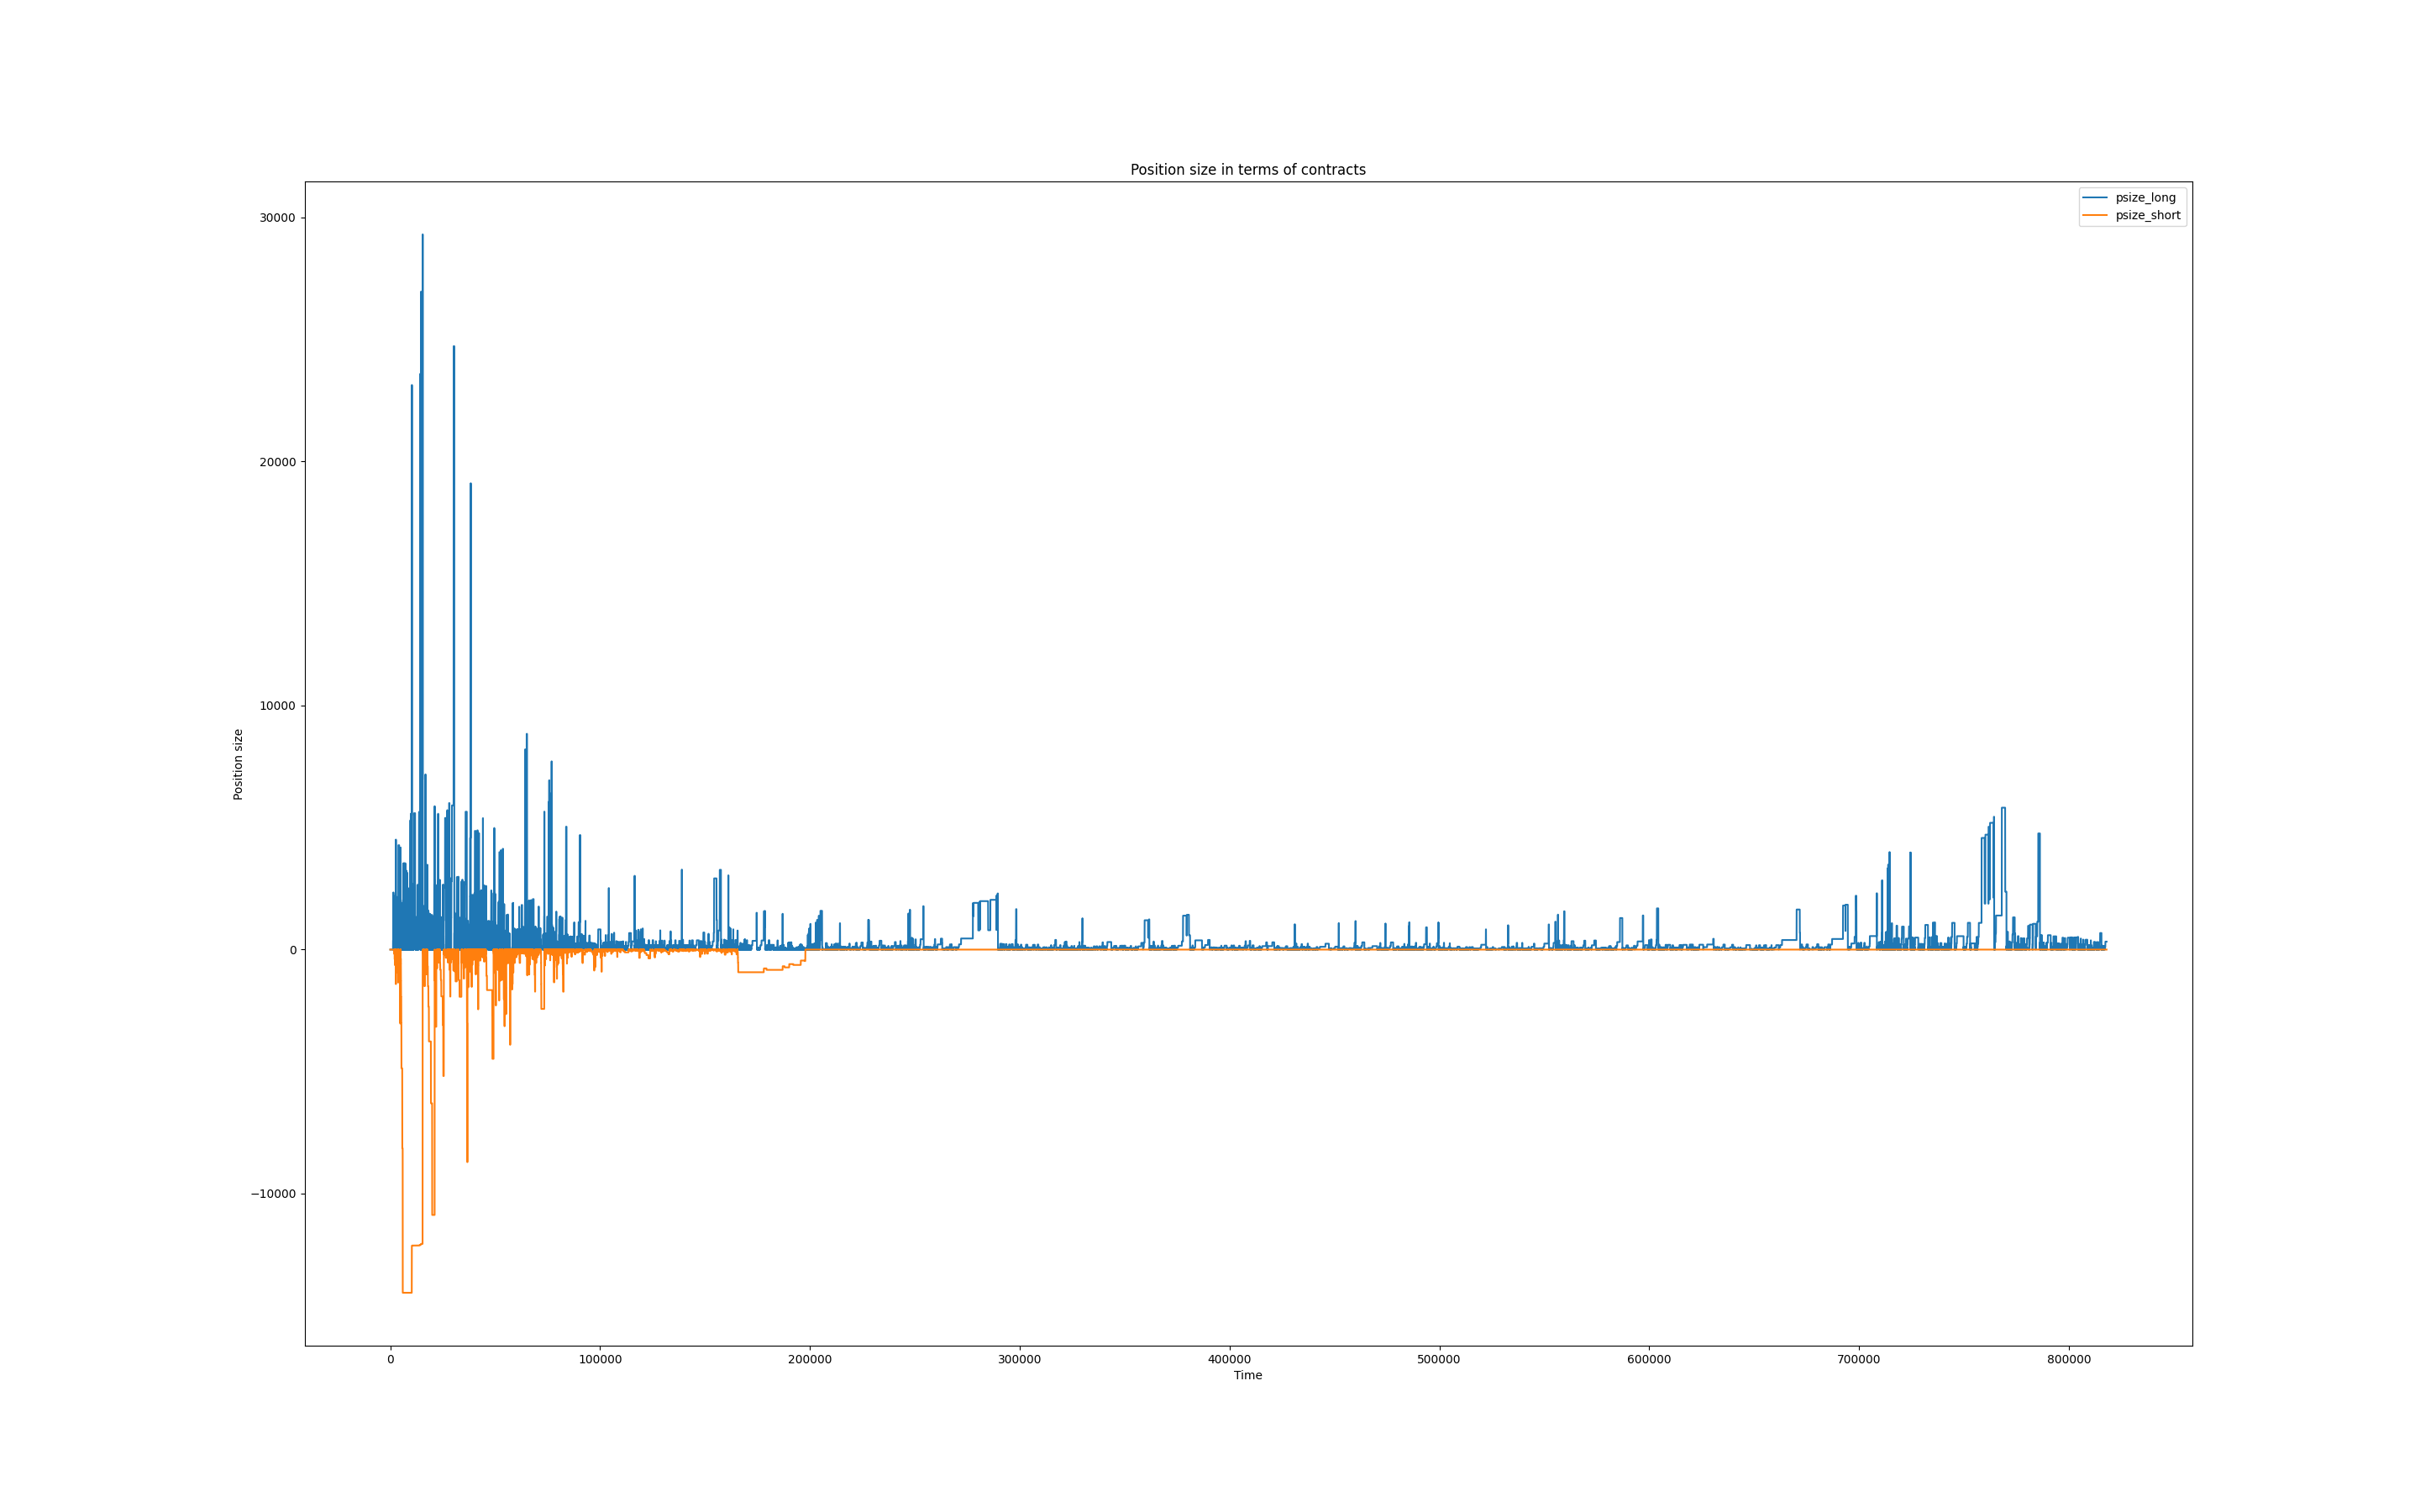 Position size in terms of contracts
psize_long
psize_short
30000
20000
10000
0
−10000
Position size
0 100000 200000 300000 400000 500000 600000 700000 800000
Time